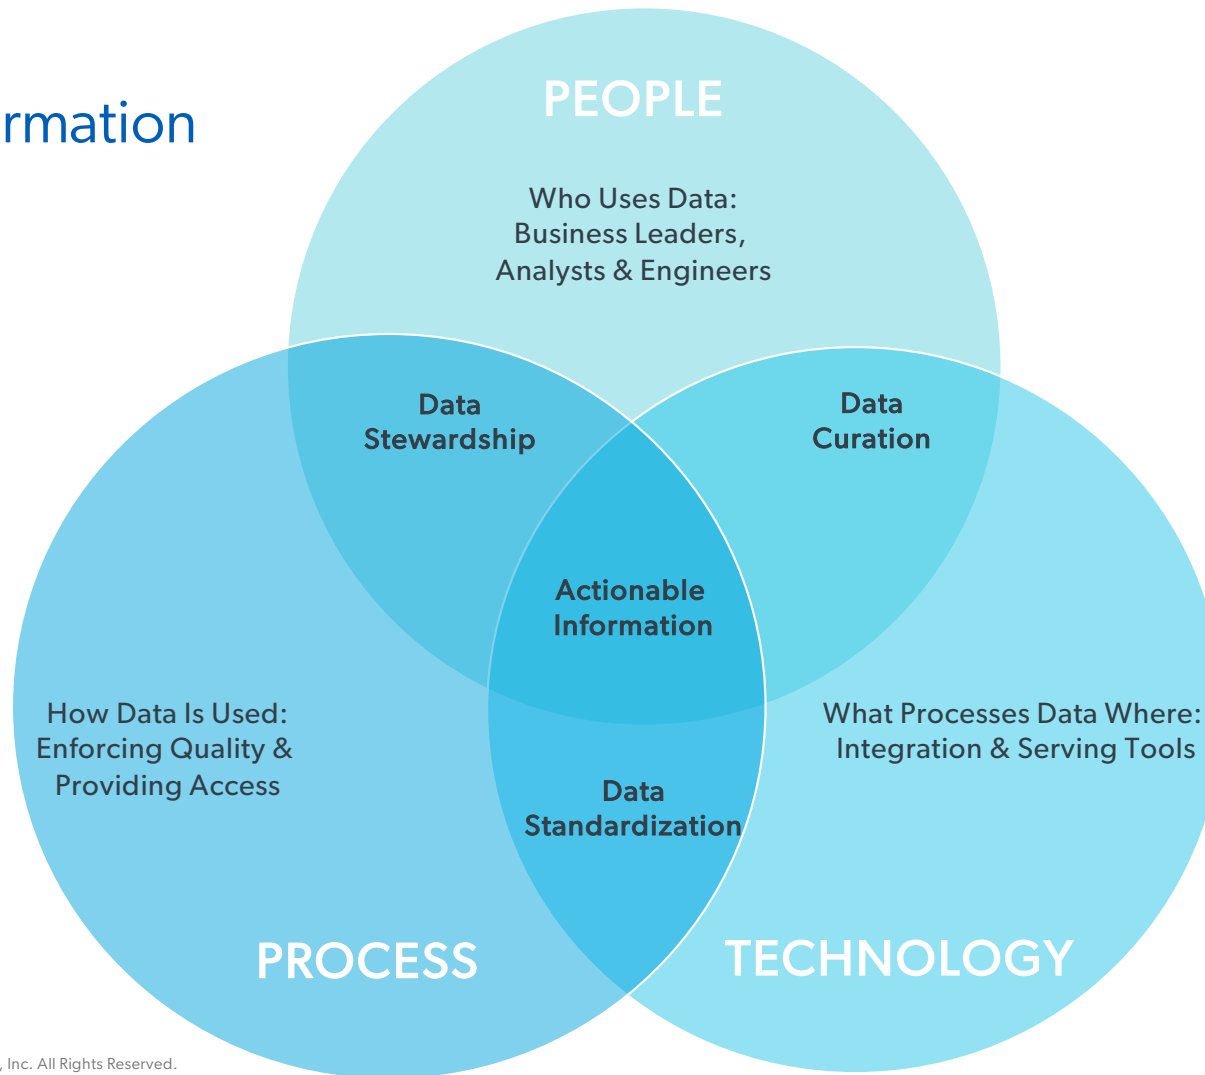 rmation
PEOPLE
Who Uses Data:
Business Leaders,
Analysts & Engineers
Data
Stewardship
Data
Curation
Actionable
Information
How Data Is Used:
Enforcing Quality &
Providing Access
What Processes Data Where:
Integration & Serving Tools
Data
Standardization
PROCESS
TECHNOLOGY
, Inc. All Rights Reserved.